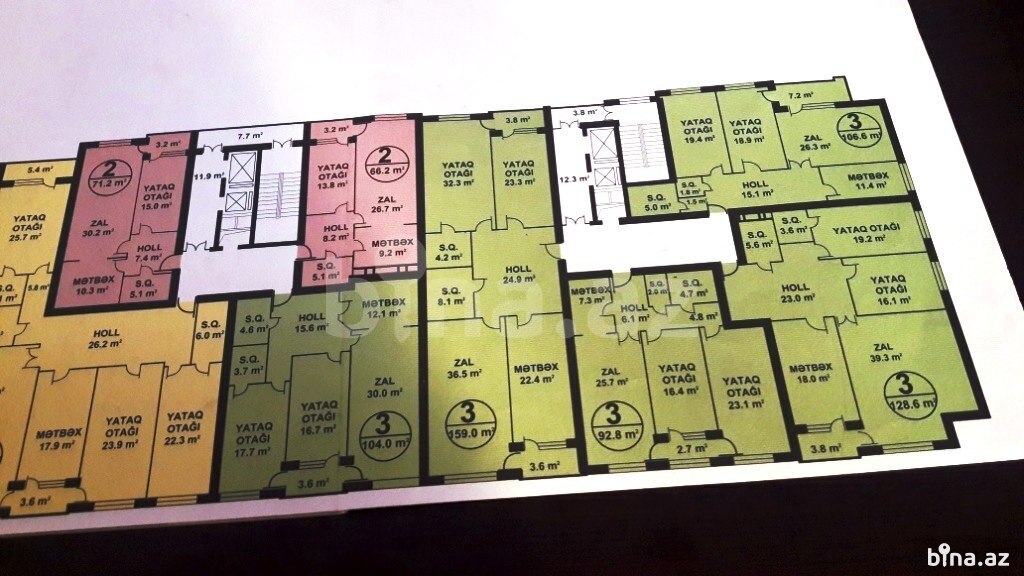 5.4 m²
YATAQ
OTAĞI
25.7 m²
5.8 m²
HOLL
26.2 m²
S.Q.
6.0 m²
MƏTBƏX
17.9 m²
YATAQ
OTAĞI
23.9 m²
YATAQ
OTAĞI
22.3 m²
3.6 m²
2
71.2 m²
3.2 m²
YATAQ
OTAĞI
15.0 m²
ZAL
30.2 m²
HOLL
7.4 m²
MƏTBƏX
10.3 m²
S.Q.
5.1 m²
7.7 m²
11.9 m²
3.2 m²
2
66.2 m²
YATAQ
OTAĞI
13.8 m²
ZAL
26.7 m²
HOLL
8.2 m²
MƏTBƏX
9.2 m²
S.Q.
5.1 m²
S.Q.
4.6 m²
HOLL
15.6 m²
MƏTBƏX
12.1 m²
S.Q.
3.7 m²
YATAQ
OTAĞI
17.7 m²
YATAQ
OTAĞI
16.7 m²
ZAL
30.0 m²
3
104.0 m²
3.6 m²
3.8 m²
YATAQ
OTAĞI
32.3 m²
YATAQ
OTAĞI
23.3 m²
S.Q.
4.2 m²
HOLL
24.9 m²
S.Q.
8.1 m²
ZAL
36.5 m²
MƏTBƏX
22.4 m²
3
159.0 m²
3.6 m²
3.8 m²
12.3 m²
YATAQ
OTAĞI
19.4 m²
YATAQ
OTAĞI
18.9 m²
7.2 m²
ZAL
26.3 m²
3
106.6 m²
S.Q.
5.0 m²
S.Q.
1.8 m²
1.5 m²
HOLL
15.1 m²
MƏTBƏX
11.4 m²
S.Q.
5.6 m²
S.Q.
3.6 m²
YATAQ OTAĞI
19.2 m²
HOLL
23.0 m²
YATAQ
OTAĞI
16.1 m²
ZAL
39.3 m²
MƏTBƏX
18.0 m²
3
128.6 m²
3.8 m²
MƏTBƏX
7.3 m²
HOLL
6.1 m²
S.Q.
2.0 m²
S.Q.
4.7 m²
4.8 m²
ZAL
25.7 m²
YATAQ
OTAĞI
16.4 m²
YATAQ
OTAĞI
23.1 m²
3
92.8 m²
2.7 m²
bina.az
bina.az